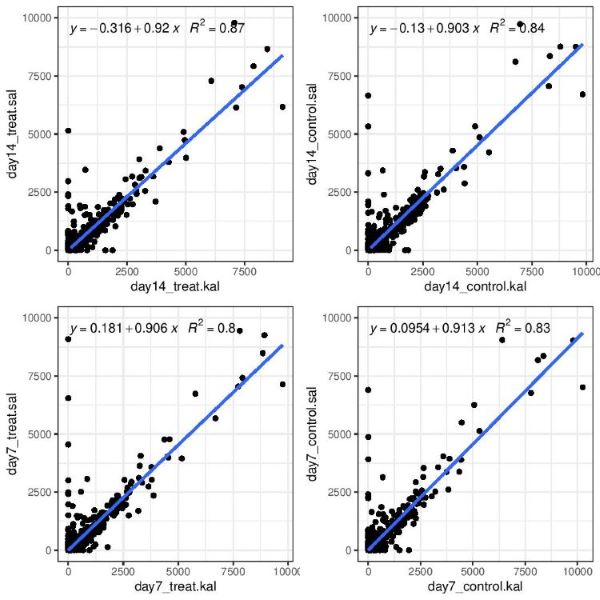 10000
y = −0.316 + 0.92 x R² = 0.87
7500
5000
2500
0
day14_treat.sal
0 2500 5000 7500
day14_treat.kal
10000
y = −0.13 + 0.903 x R² = 0.84
7500
5000
2500
0
day14_control.sal
0 2500 5000 7500 10000
day14_control.kal
10000
y = 0.181 + 0.906 x R² = 0.8
7500
5000
2500
0
day7_treat.sal
0 2500 5000 7500 10000
day7_treat.kal
10000
y = 0.0954 + 0.913 x R² = 0.83
7500
5000
2500
0
day7_control.sal
0 2500 5000 7500 10000
day7_control.kal